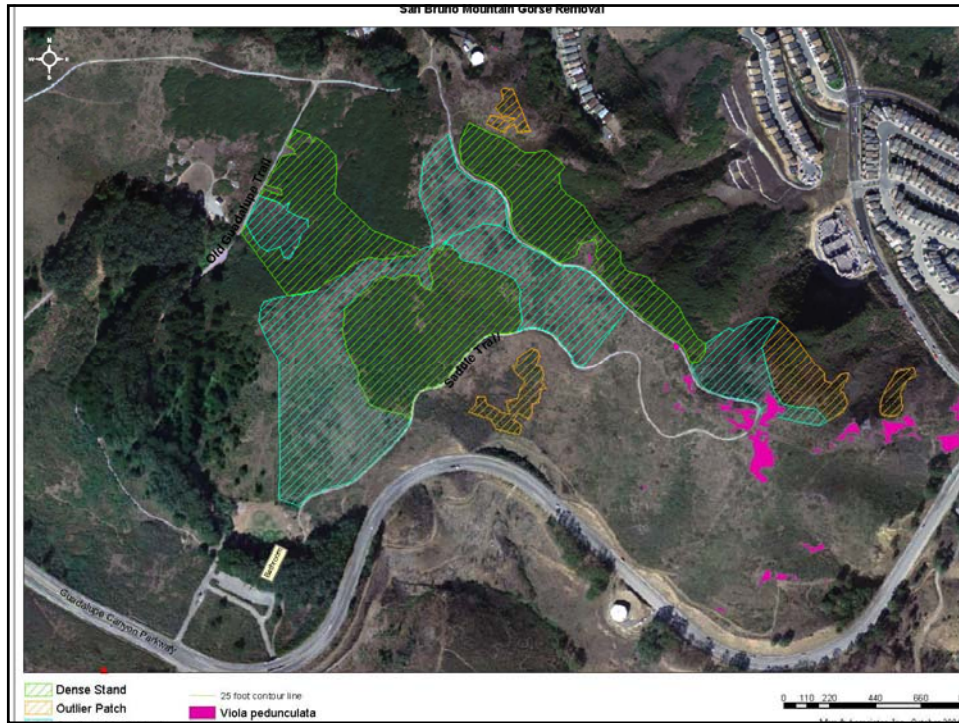 San Bruno Mountain Gorse Removal
N
W E
S
Old Guadalupe Trail
Saddle Trail
Bathroom
Guadalupe Canyon Parkway
Dense Stand
25 foot contour line
0 110 220 440 660
Outlier Patch
Viola pedunculata